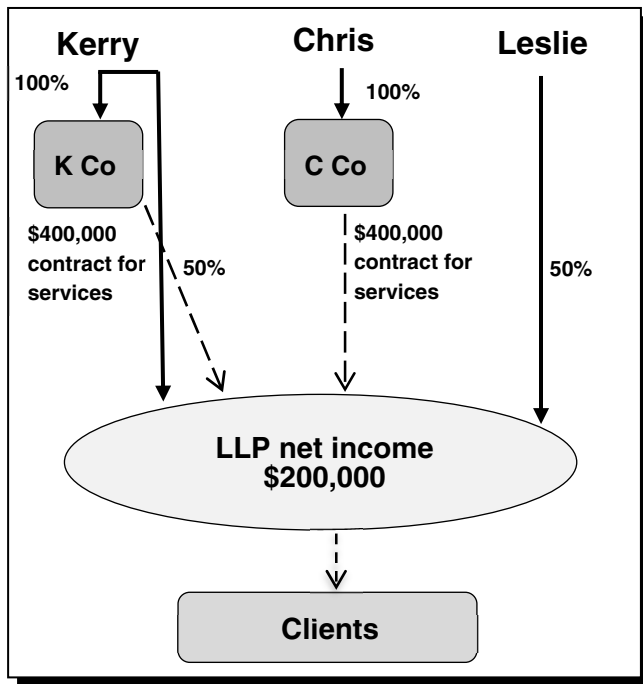 Kerry
Chris
Leslie
100%
100%
K Co
C Co
$400,000
contract for
services
50%
$400,000
contract for
services
50%
LLP net income
$200,000
Clients